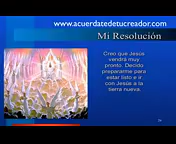 www.acuerdatedetucreador.com
Mi Resolución
Creo que Jesús
vendrá muy
pronto. Decido
prepararme para
estar listo e ir
con Jesús a la
tierra nueva.